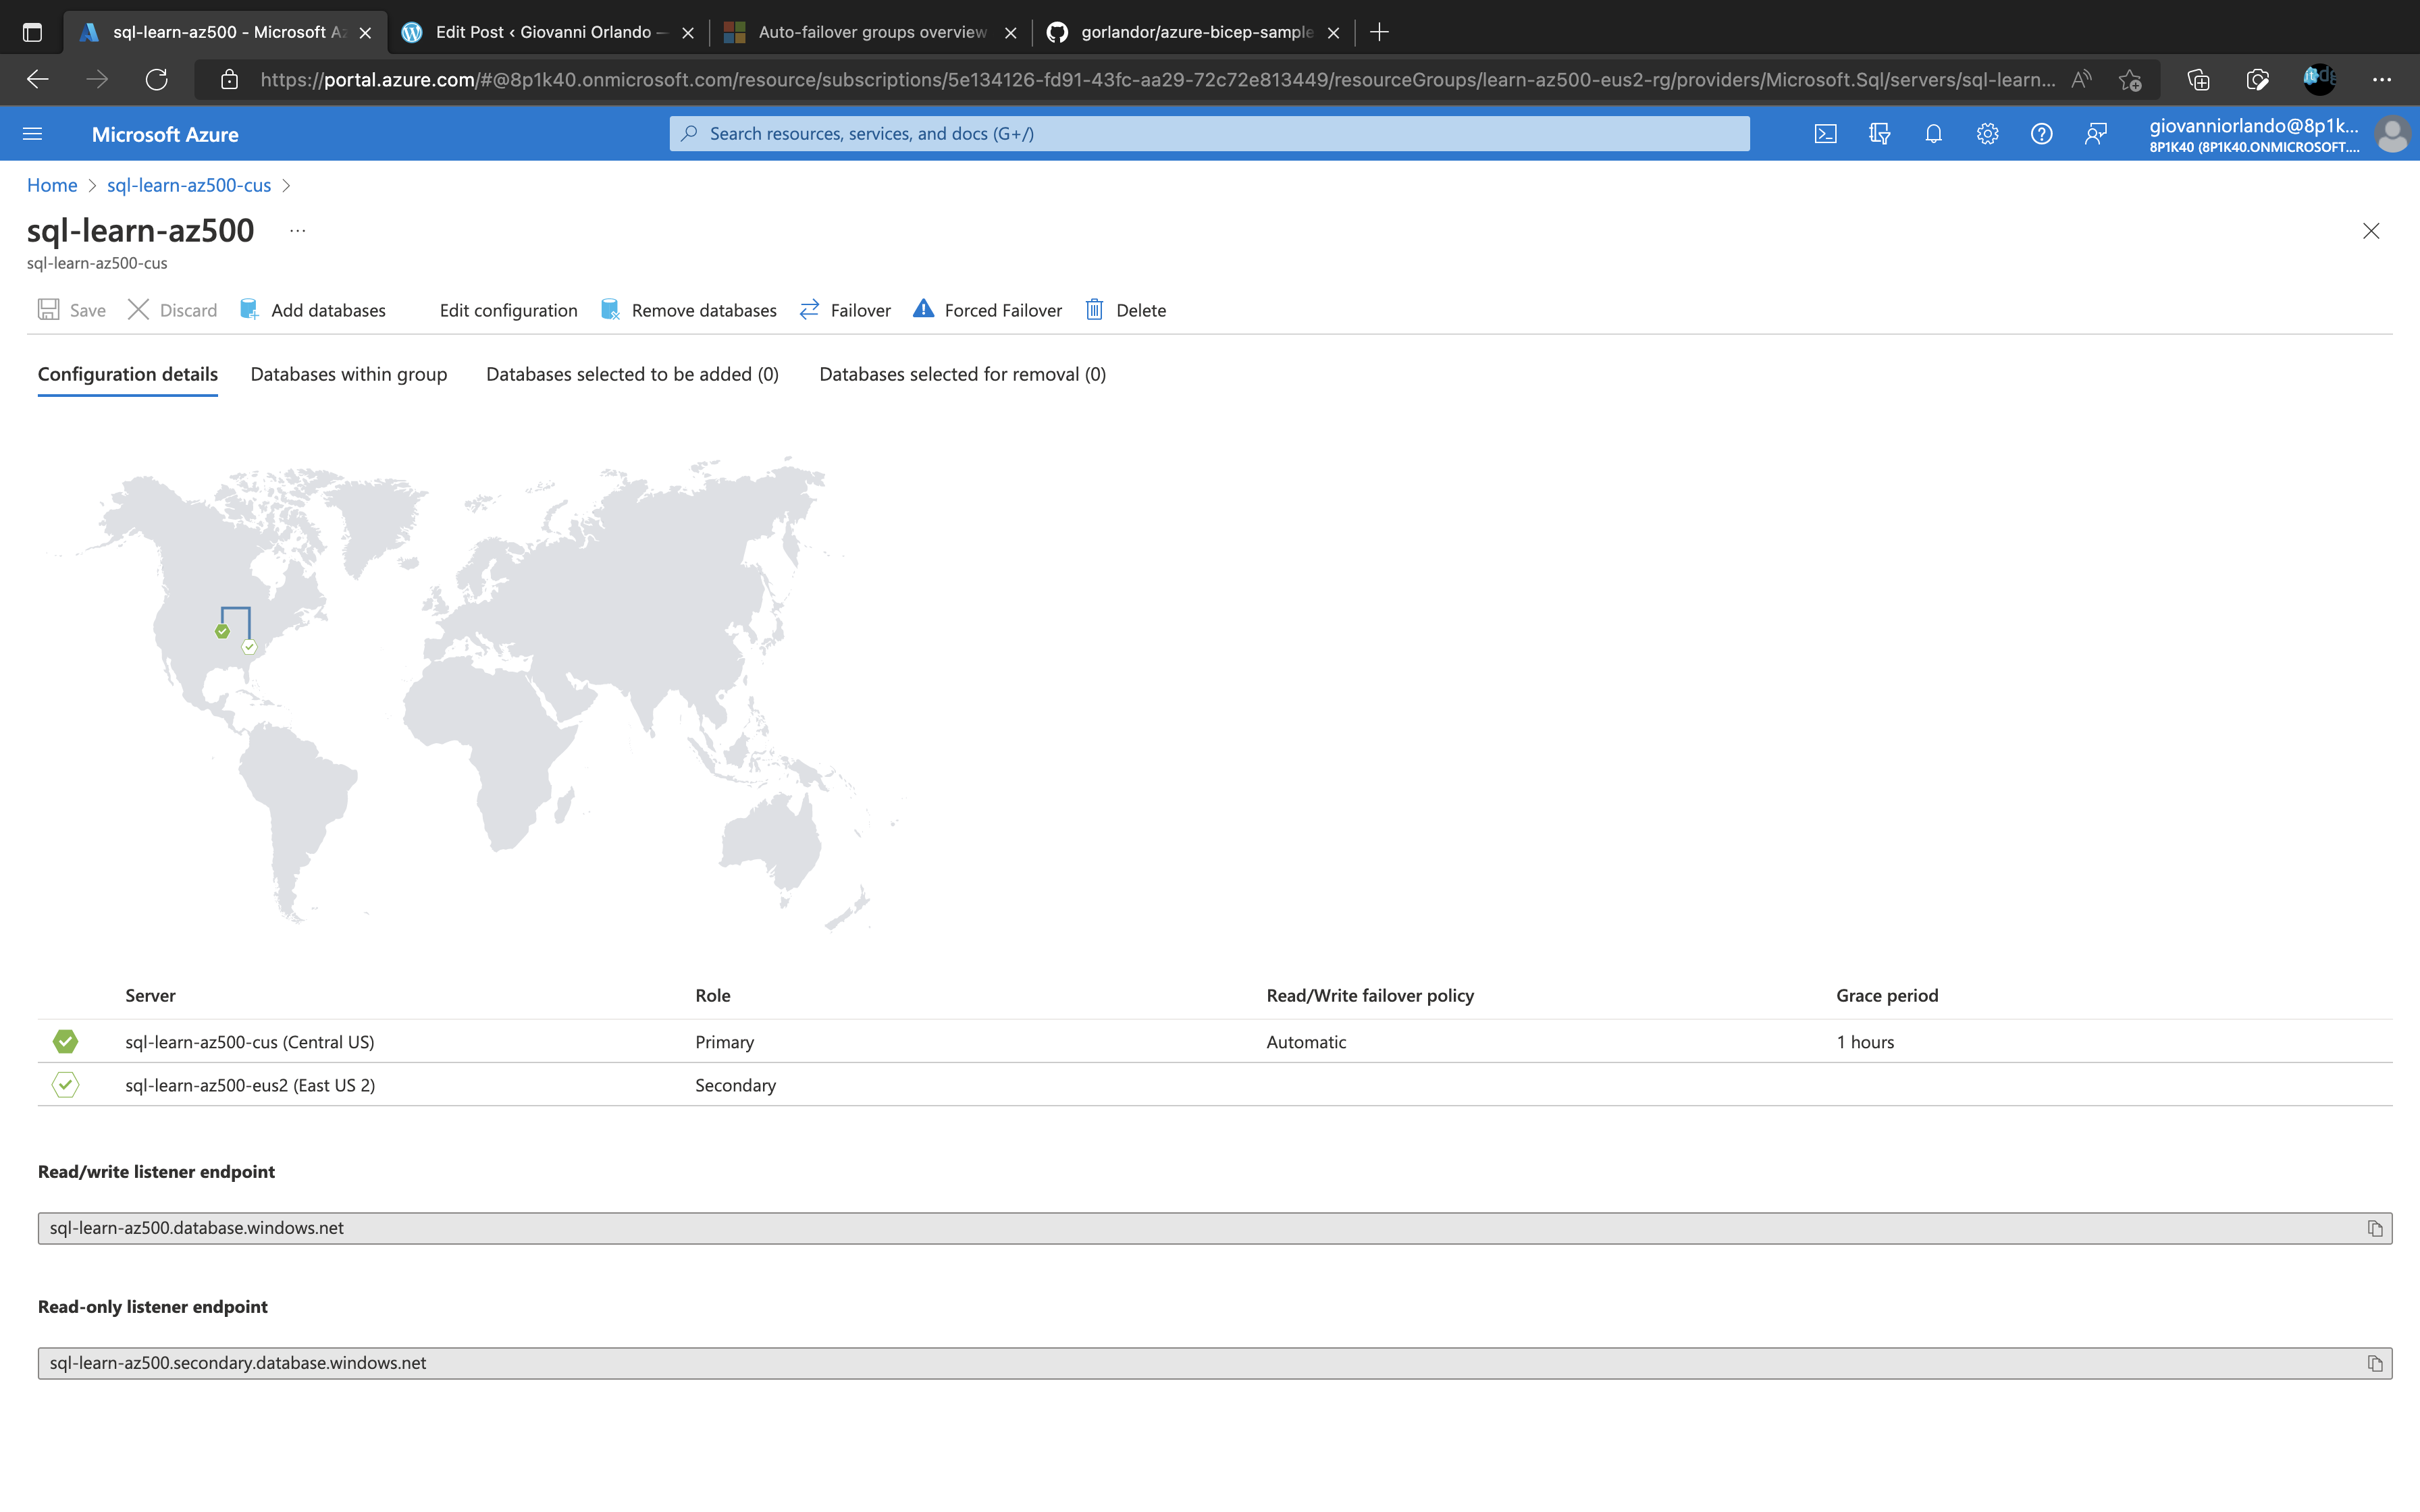 sql-learn-az500 - Microsoft Az
Edit Post ‹ Giovanni Orlando —
Auto-failover groups overview
gorlandor/azure-bicep-sample
https://portal.azure.com/#@8p1k40.onmicrosoft.com/resource/subscriptions/5e134126-fd91-43fc-aa29-72c72e813449/resourceGroups/learn-az500-eus2-rg/providers/Microsoft.Sql/servers/sql-learn...
Microsoft Azure
Search resources, services, and docs (G+/)
giovanniorlando@8p1k...
8P1K40 (8P1K40.ONMICROSOFT....
Home > sql-learn-az500-cus >
sql-learn-az500 ...
sql-learn-az500-cus
Save Discard Add databases Edit configuration Remove databases Failover Forced Failover Delete
Configuration details Databases within group Databases selected to be added (0) Databases selected for removal (0)
Server Role Read/Write failover policy Grace period
sql-learn-az500-cus (Central US) Primary Automatic 1 hours
sql-learn-az500-eus2 (East US 2) Secondary
Read/write listener endpoint
sql-learn-az500.database.windows.net
Read-only listener endpoint
sql-learn-az500.secondary.database.windows.net